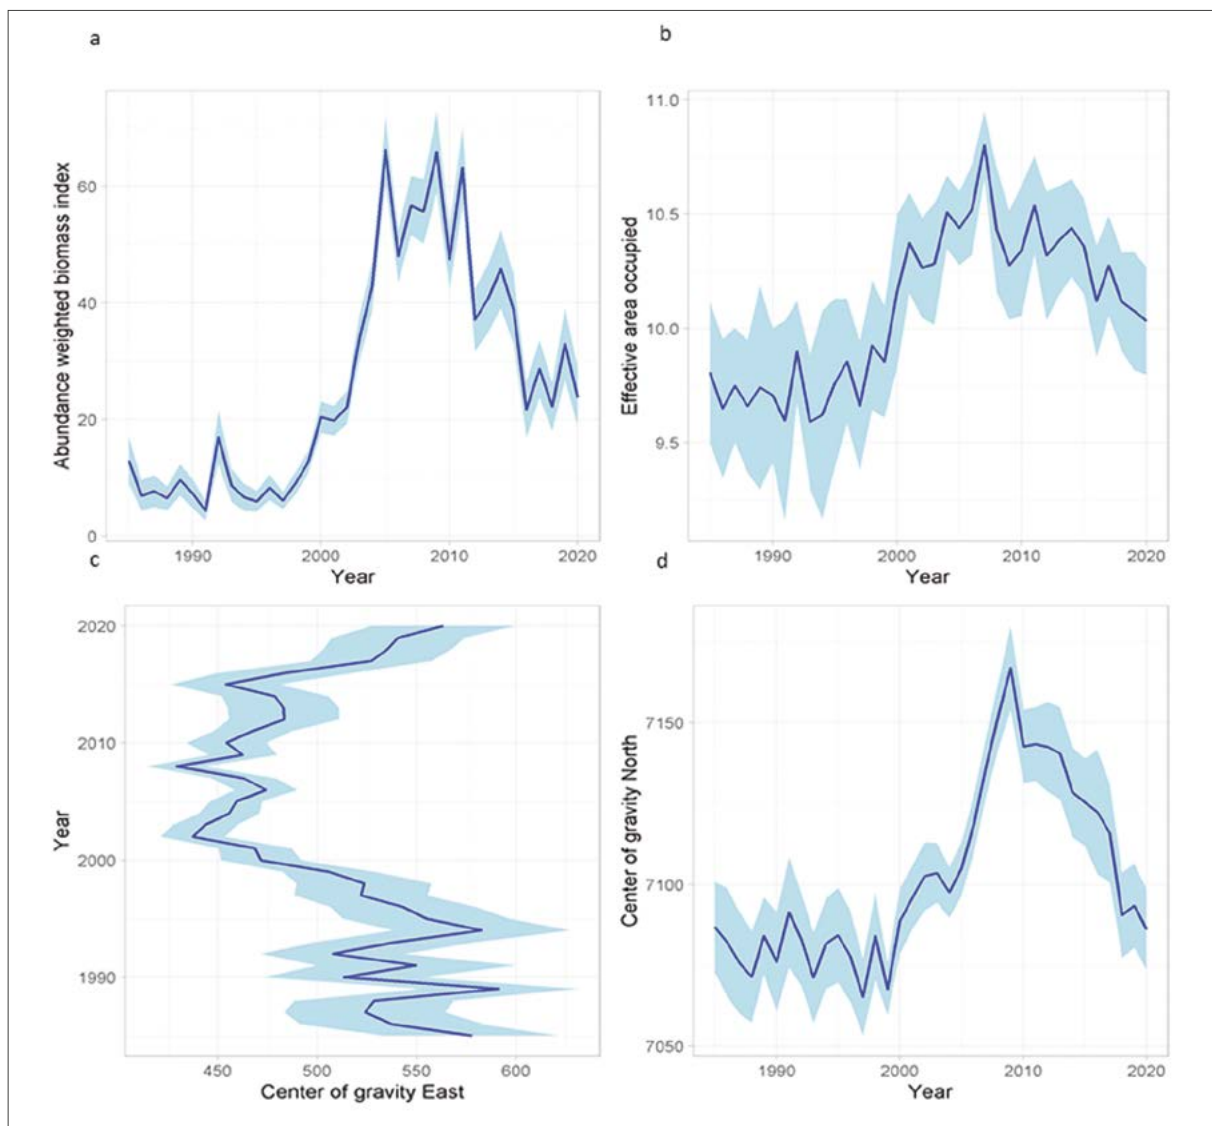 a
Abundance weighted biomass index
60
40
20
0
1990
2000
2010
2020
Year
b
Effective area occupied
11.0
10.5
10.0
9.5
1990
2000
2010
2020
Year
c
Year
2020
2010
2000
1990
450
500
550
600
Center of gravity East
d
Center of gravity North
7150
7100
7050
1990
2000
2010
2020
Year